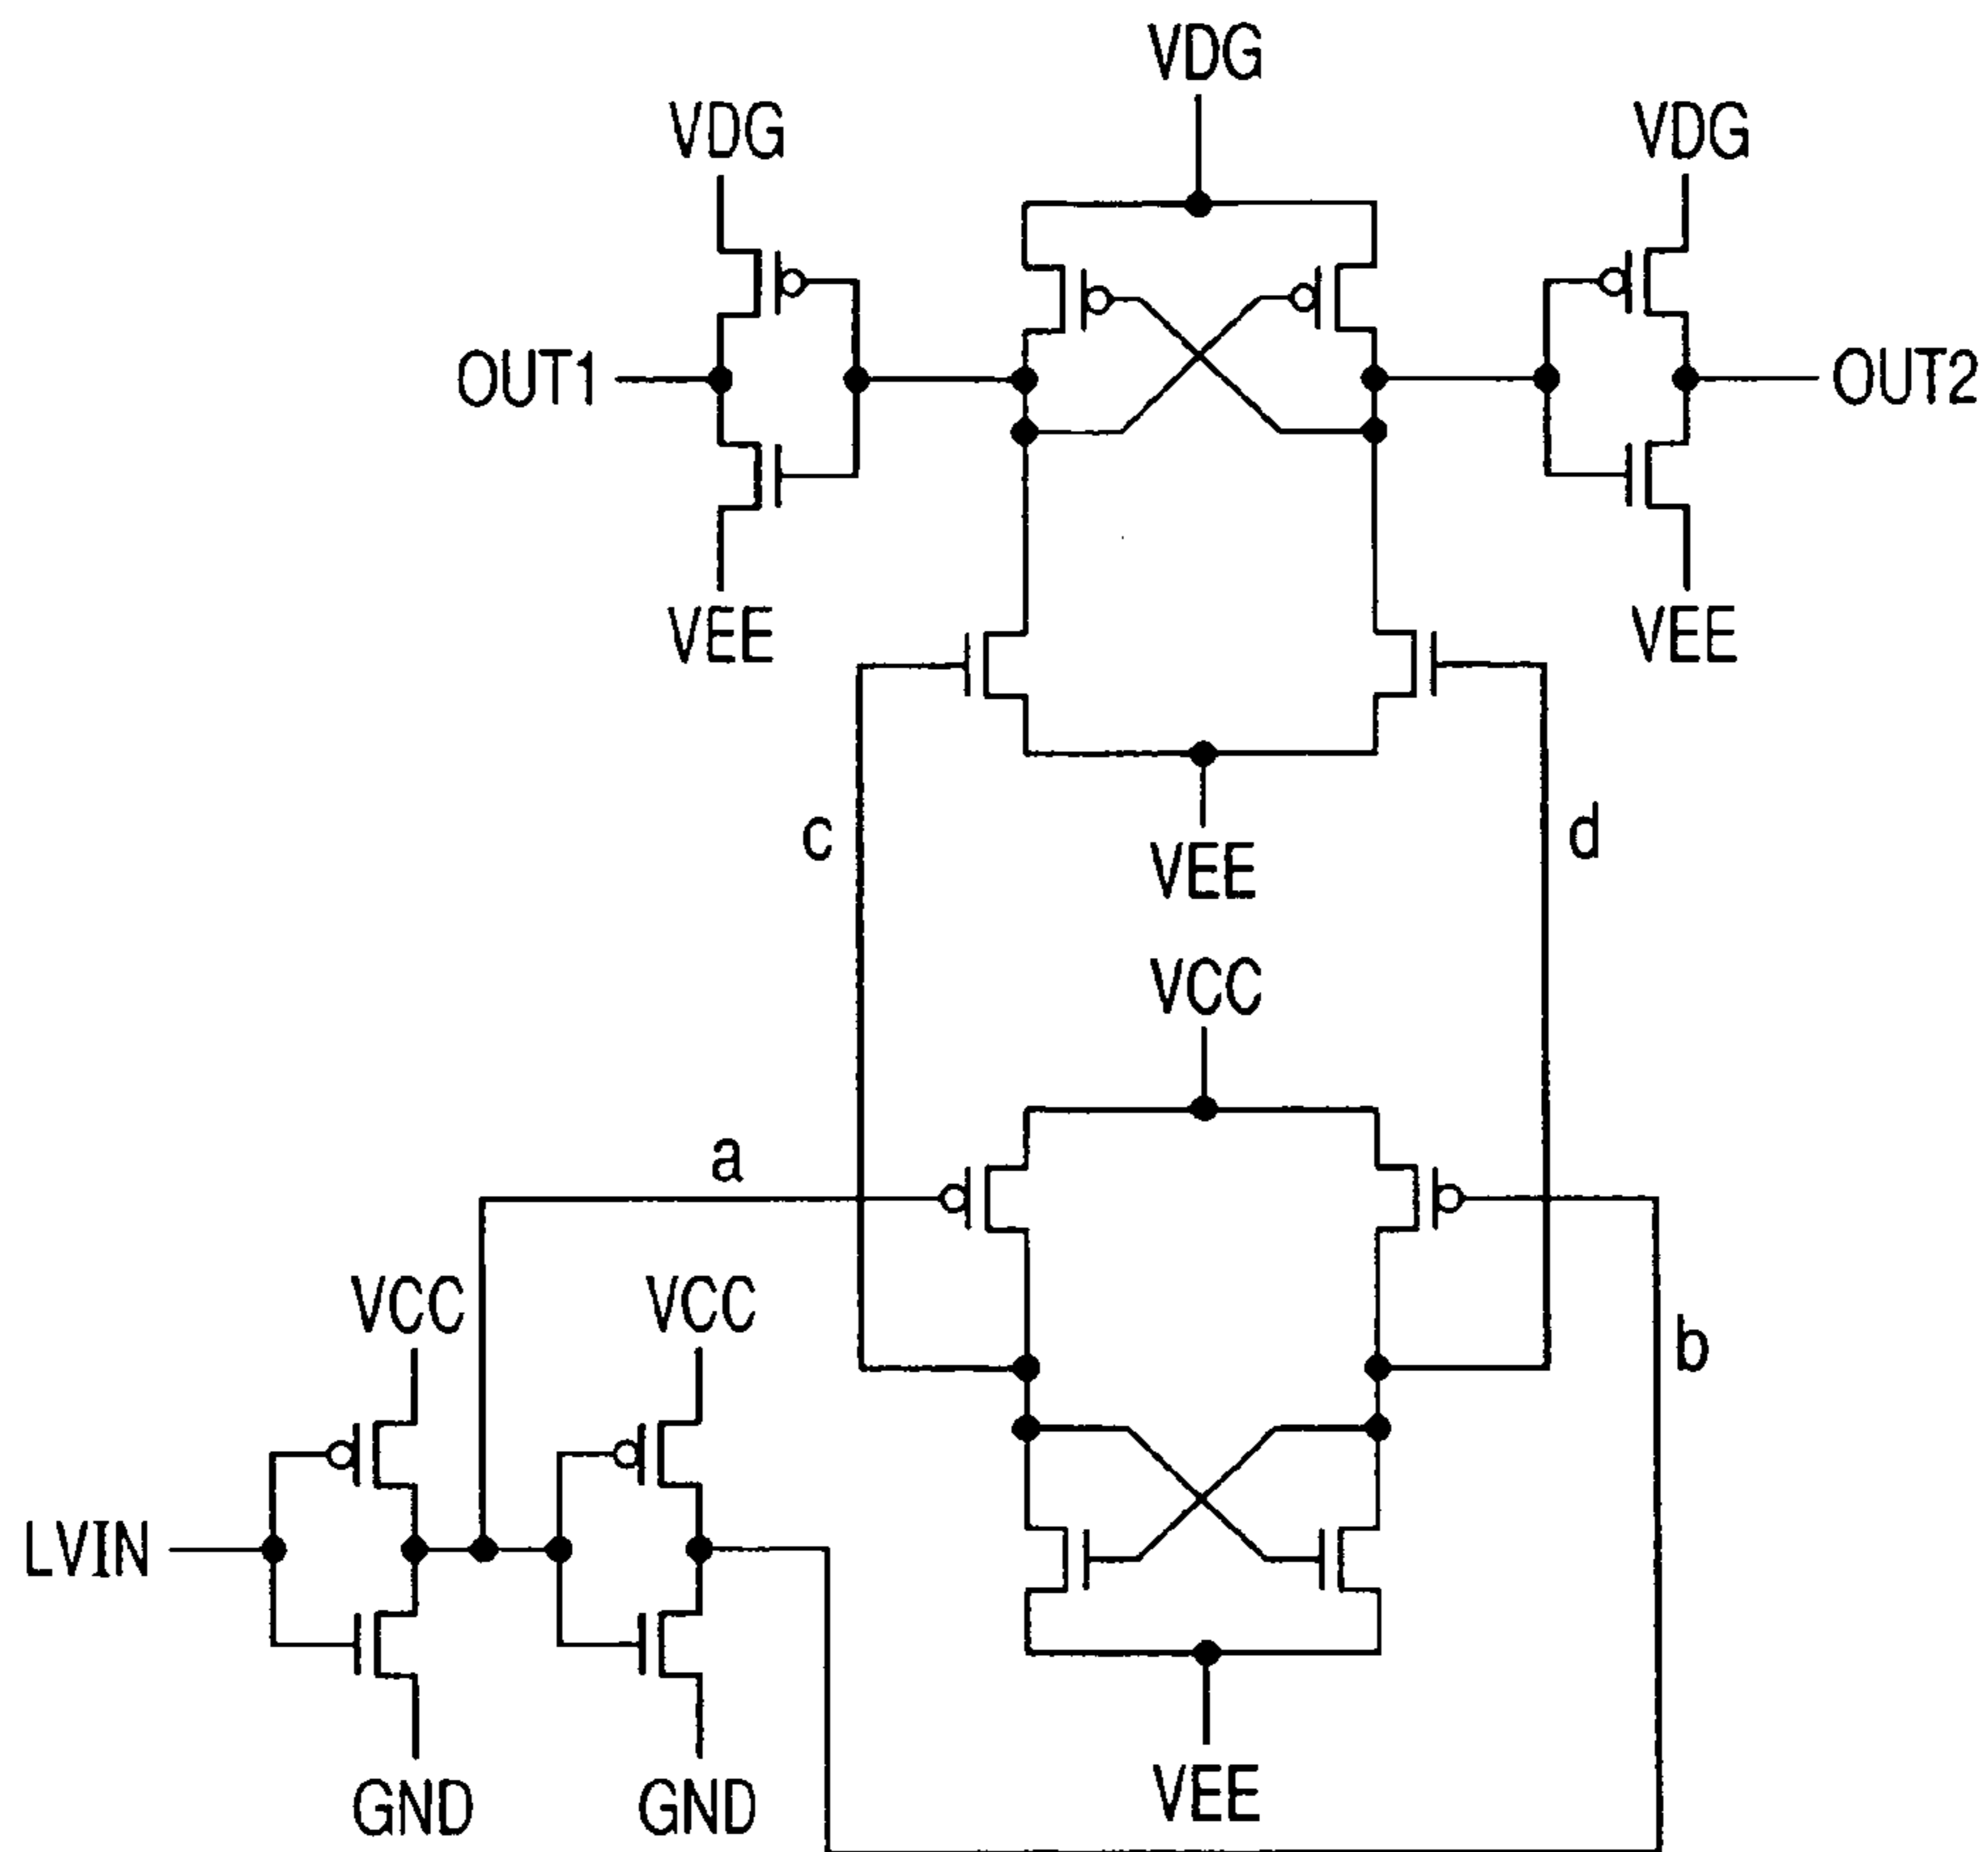 VDG
VDG
VDG
OUT1
OUT2
VEE
VEE
c
d
VEE
VCC
a
VCC
VCC
b
LVIN
GND
GND
VEE